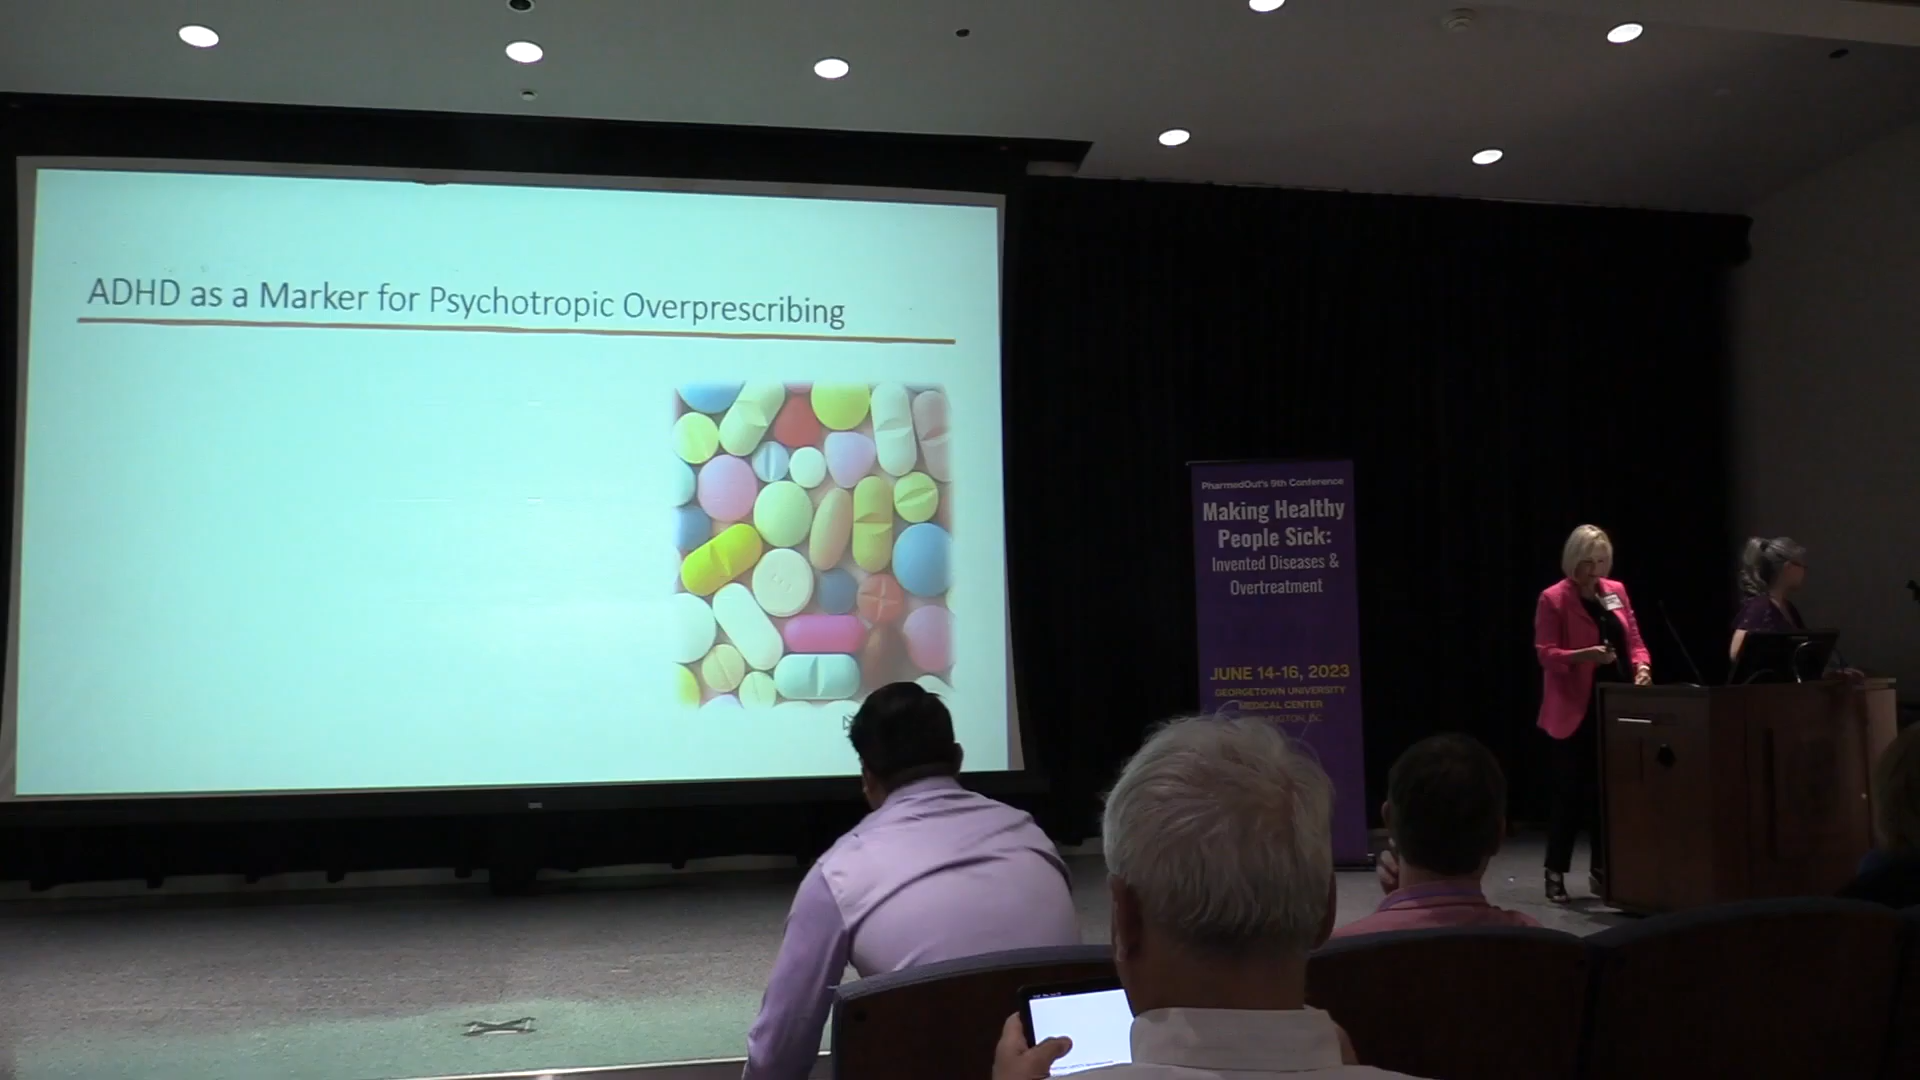 ADHD as a Marker for Psychotropic Overprescribing
PharmedOut's 9th Conference
Making Healthy
People Sick:
Invented Diseases &
Overtreatment
JUNE 14-16, 2023
GEORGETOWN UNIVERSITY
MEDICAL CENTER
DC